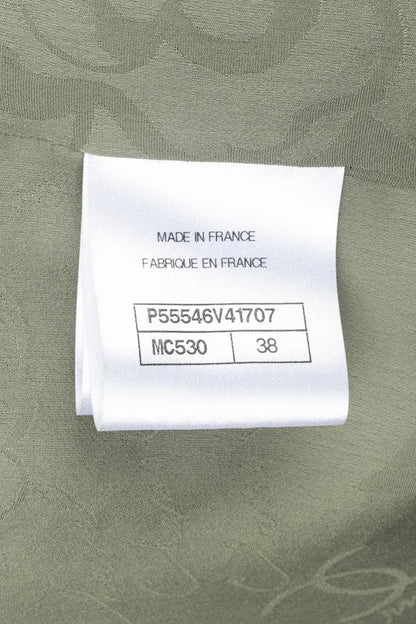 MADE IN FRANCE
FABRIQUE EN FRANCE
P55546V41707
MC530 38